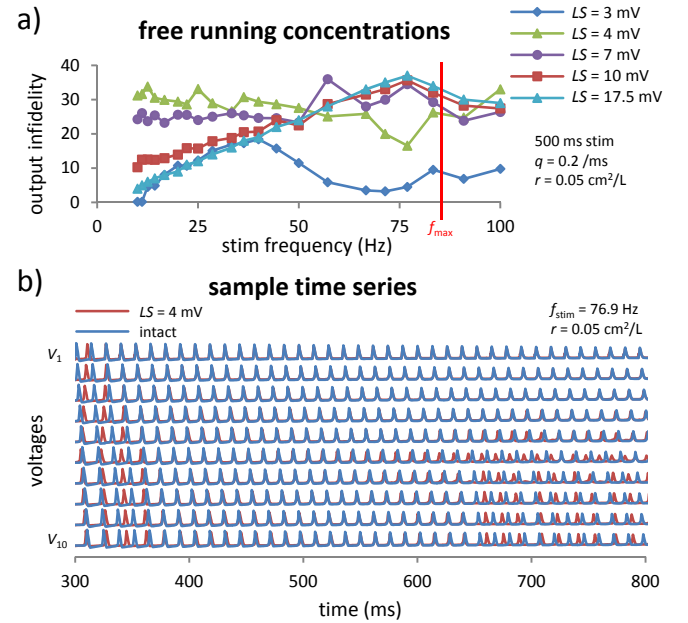 a)
free running concentrations
LS = 3 mV
LS = 4 mV
LS = 7 mV
LS = 10 mV
LS = 17.5 mV
output infidelity
40
30
20
10
0
0
25
50
75
100
f_max
stim frequency (Hz)
500 ms stim
q = 0.2 /ms
r = 0.05 cm²/L
b)
sample time series
LS = 4 mV
intact
f_stim = 76.9 Hz
r = 0.05 cm²/L
V₁
voltages
V₁₀
300
400
500
600
700
800
time (ms)